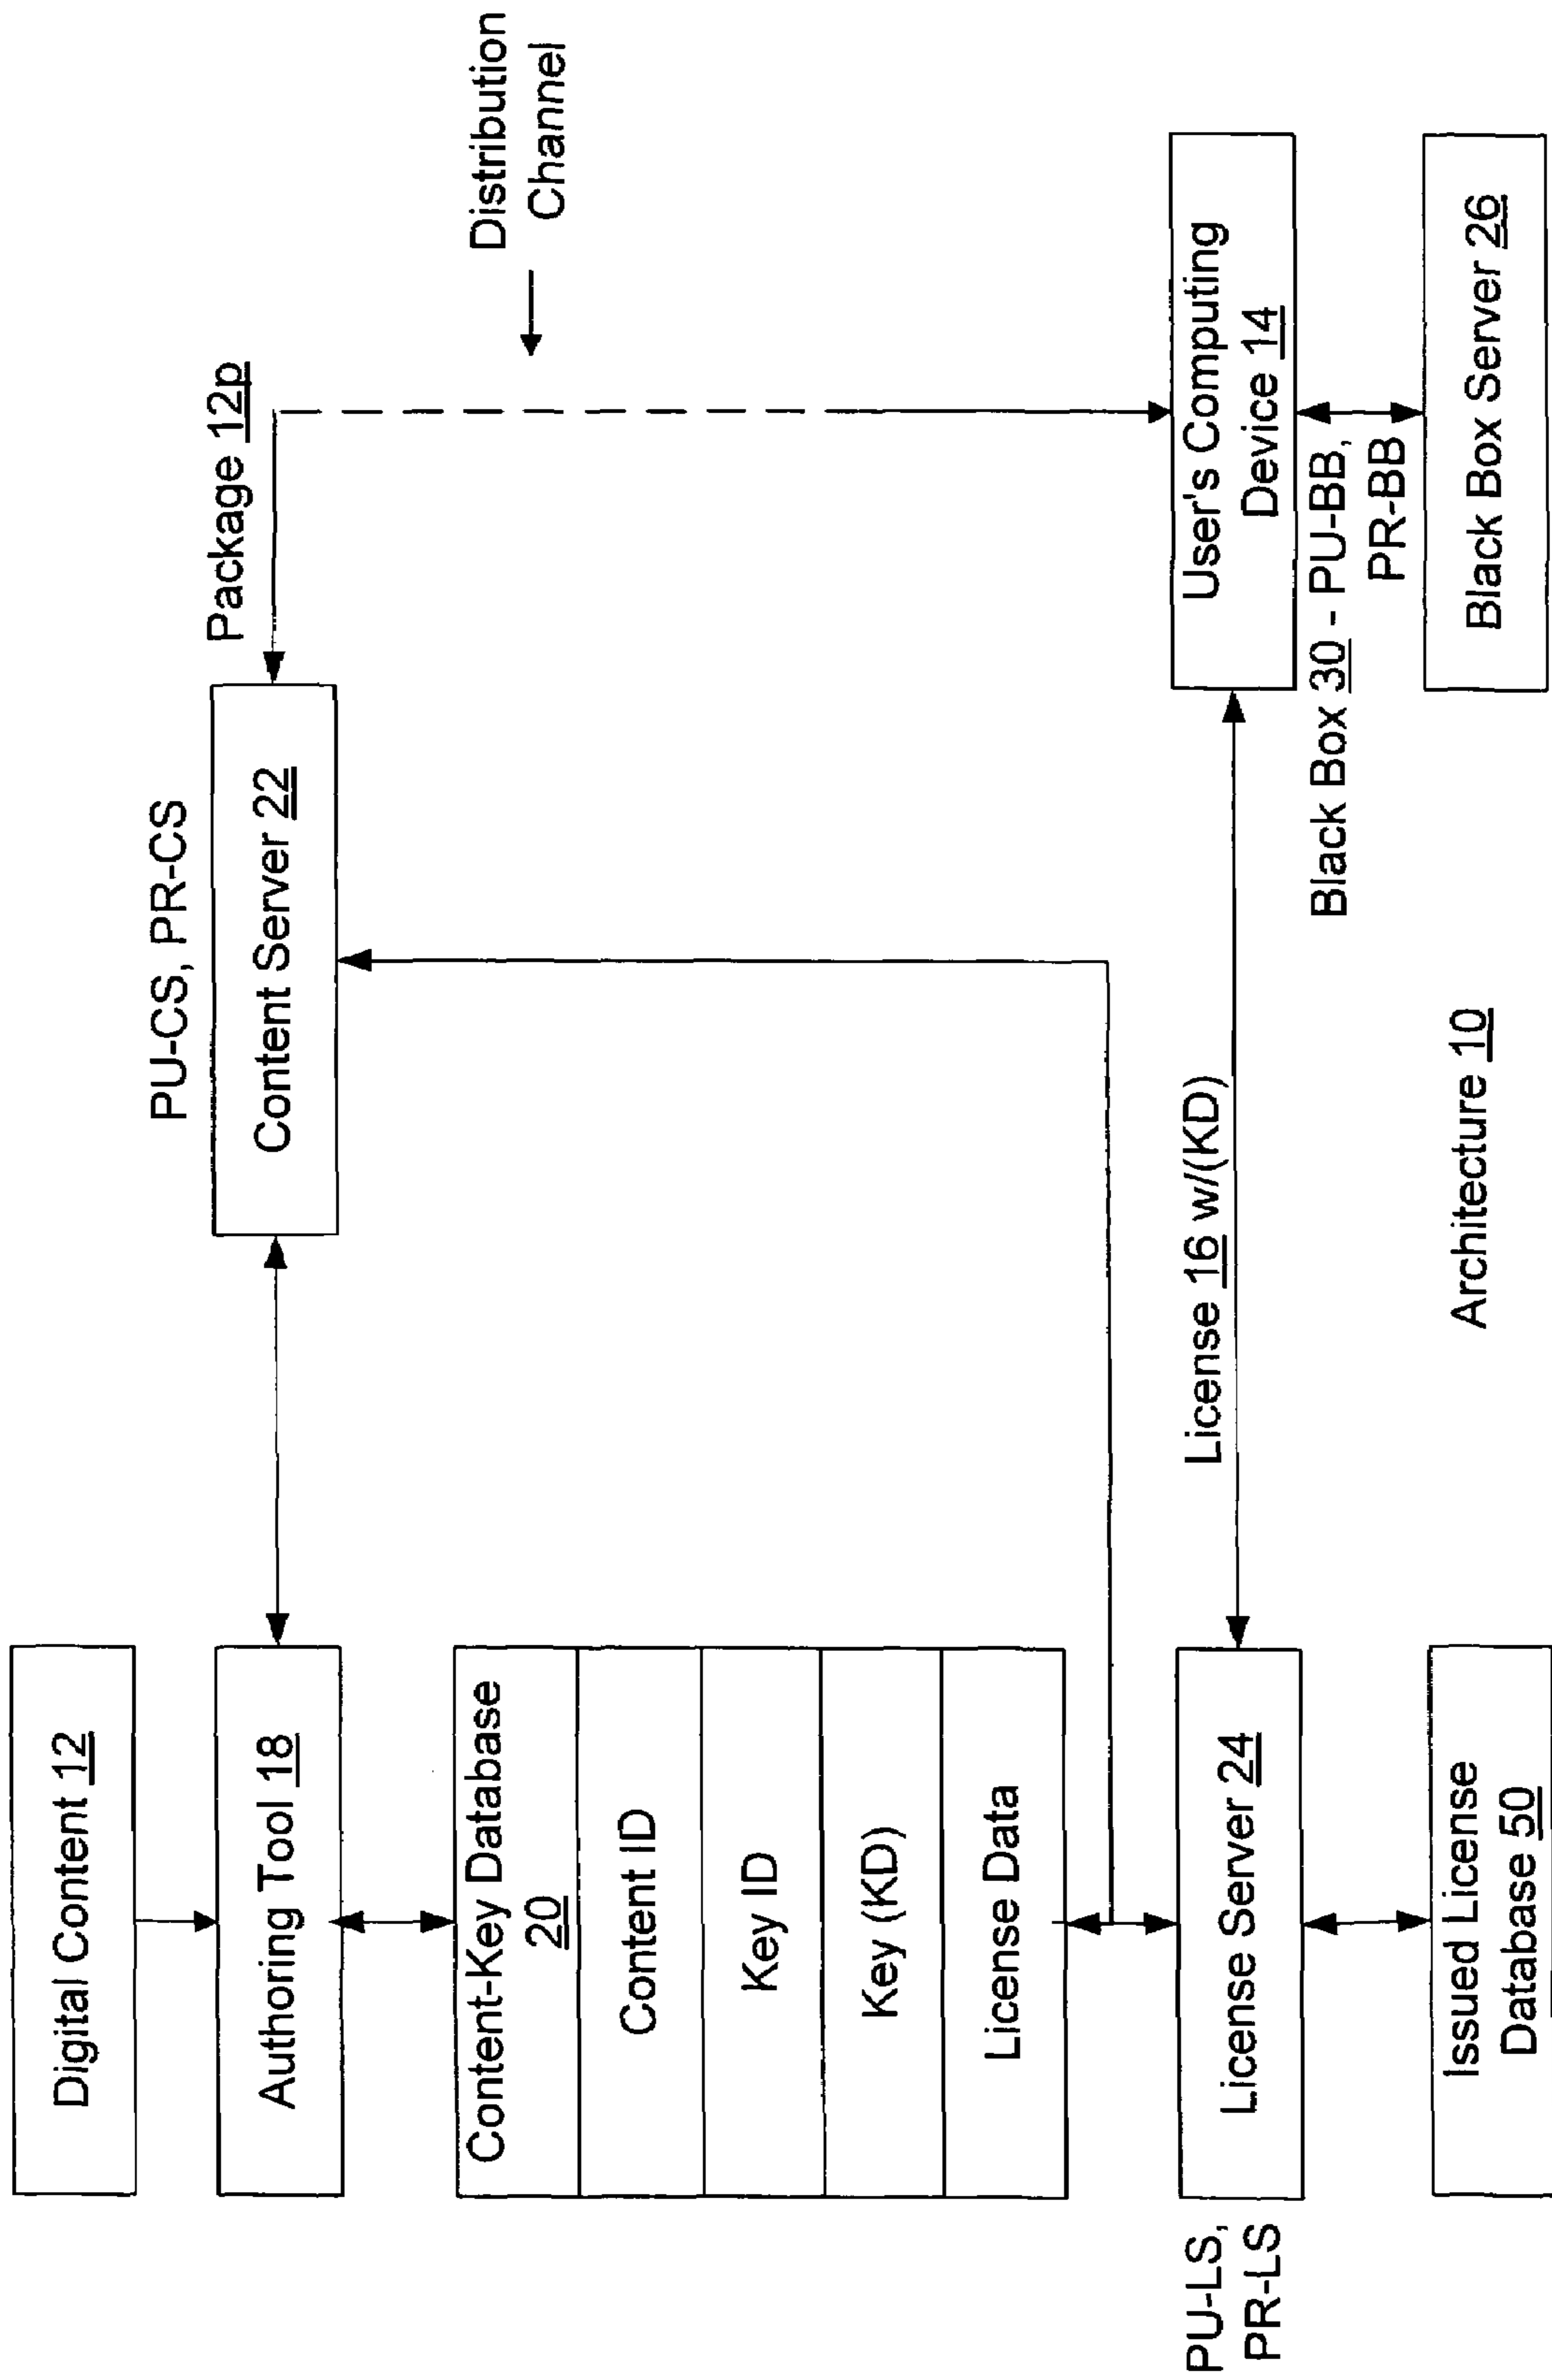 Digital Content 12
Authoring Tool 18
Content-Key Database
20
Content ID
Key ID
Key (KD)
License Data
PU-LS,
PR-LS
License Server 24
Issued License
Database 50
PU-CS, PR-CS
Content Server 22
Package 12p
Distribution
Channel
License 16 w/(KD)
User's Computing
Device 14
Black Box 30 - PU-BB,
PR-BB
Black Box Server 26
Architecture 10